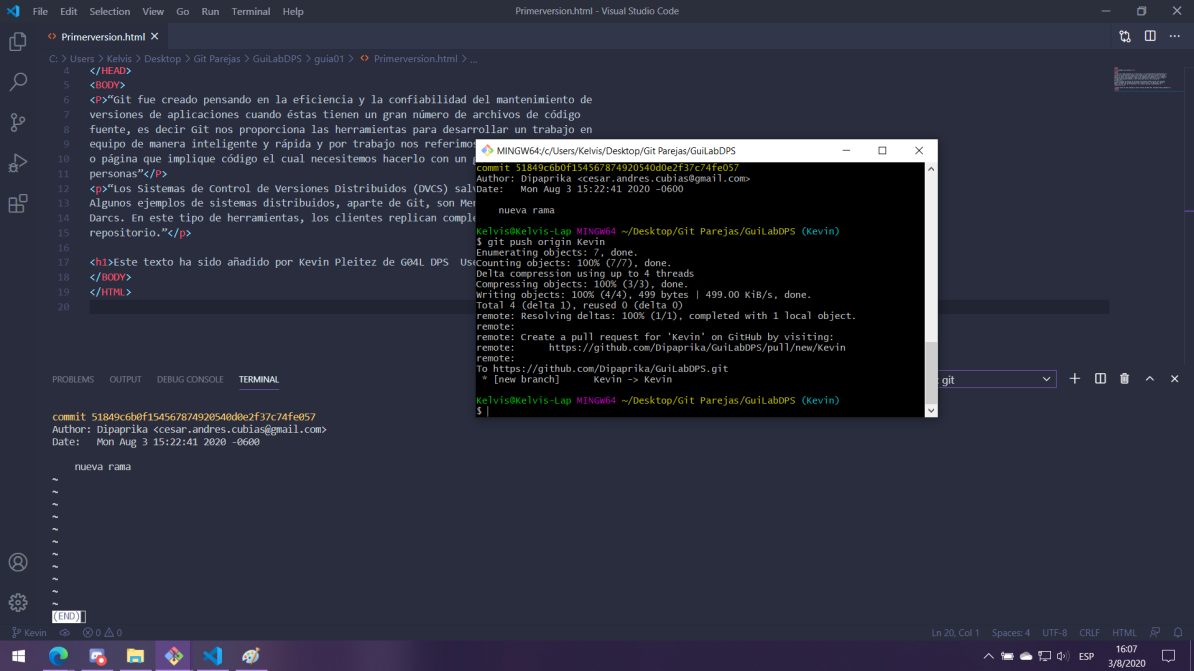 File Edit Selection View Go Run Terminal Help
Primerversion.html - Visual Studio Code
Primerversion.html
C: > Users > Kelvis > Desktop > Git Parejas > GuiLabDPS > guia01 > Primerversion.html > ...
4 </HEAD>
5 <BODY>
6 <P>“Git fue creado pensando en la eficiencia y la confiabilidad del mantenimiento de
7 versiones de aplicaciones cuando éstas tienen un gran número de archivos de código
8 fuente, es decir Git nos proporciona las herramientas para desarrollar un trabajo en
9 equipo de manera inteligente y rápida y por trabajo nos referimos
10 o página que implique código el cual necesitemos hacerlo con un
11 personas”</P>
12 <p>“Los Sistemas de Control de Versiones Distribuidos (DVCS)
13 Algunos ejemplos de sistemas distribuidos, aparte de Git, son
14 Darcs. En este tipo de herramientas, los clientes replican
15 repositorio.”</p>
16
17 <h1>Este texto ha sido añadido por Kevin Pleitez de G04L DPS
18 </BODY>
19 </HTML>
20
MINGW64:/c/Users/Kelvis/Desktop/Git Parejas/GuiLabDPS
commit 51849c6b0f154567874920540d0e2f37c74fe057
Author: Dipaprika <cesar.andres.cubias@gmail.com>
Date: Mon Aug 3 15:22:41 2020 -0600
nueva rama
Kelvis@Kelvis-Lap MINGW64 ~/Desktop/Git Parejas/GuiLabDPS (Kevin)
$ git push origin Kevin
Enumerating objects: 7, done.
Counting objects: 100% (7/7), done.
Delta compression using up to 4 threads
Compressing objects: 100% (3/3), done.
Writing objects: 100% (4/4), 499 bytes | 499.00 KiB/s, done.
Total 4 (delta 1), reused 0 (delta 0)
remote: Resolving deltas: 100% (1/1), completed with 1 local object.
remote:
remote: Create a pull request for 'Kevin' on GitHub by visiting:
remote: https://github.com/Dipaprika/GuiLabDPS/pull/new/Kevin
remote:
To https://github.com/Dipaprika/GuiLabDPS.git
* [new branch] Kevin -> Kevin
Kelvis@Kelvis-Lap MINGW64 ~/Desktop/Git Parejas/GuiLabDPS (Kevin)
$
PROBLEMS OUTPUT DEBUG CONSOLE TERMINAL
git
commit 51849c6b0f154567874920540d0e2f37c74fe057
Author: Dipaprika <cesar.andres.cubias@gmail.com>
Date: Mon Aug 3 15:22:41 2020 -0600
nueva rama
~
~
~
~
~
~
~
~
~
~
~
(END)
Kevin 0 0
Ln 20, Col 1 Spaces: 4 UTF-8 CRLF HTML
ESP
16:07
3/8/2020